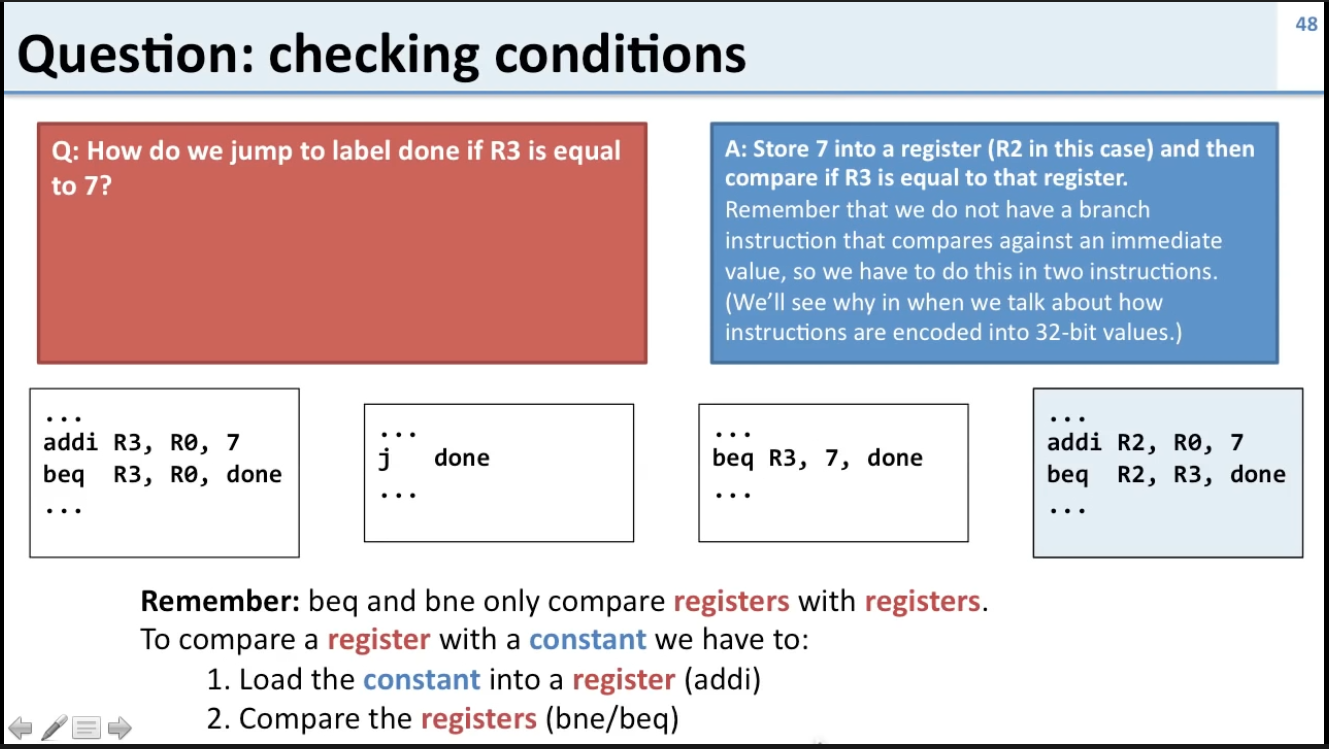 48
Question: checking conditions
Q: How do we jump to label done if R3 is equal
to 7?
A: Store 7 into a register (R2 in this case) and then
compare if R3 is equal to that register.
Remember that we do not have a branch
instruction that compares against an immediate
value, so we have to do this in two instructions.
(We’ll see why in when we talk about how
instructions are encoded into 32-bit values.)
...
addi R3, R0, 7
beq  R3, R0, done
...
...
j   done
...
...
beq R3, 7, done
...
...
addi R2, R0, 7
beq  R2, R3, done
...
Remember: beq and bne only compare registers with registers.
To compare a register with a constant we have to:
1. Load the constant into a register (addi)
2. Compare the registers (bne/beq)